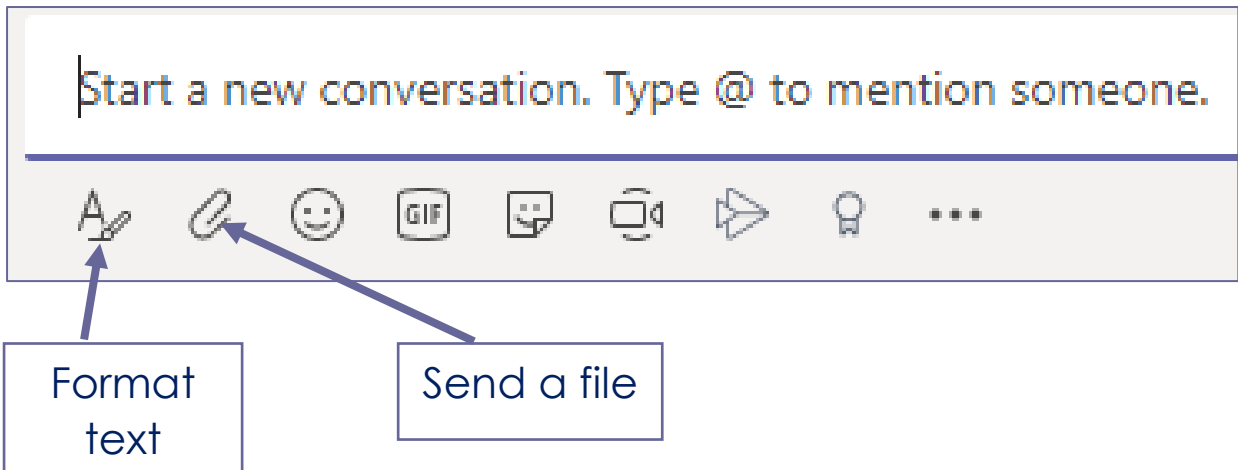 Start a new conversation. Type @ to mention someone.
GIF
Format
text
Send a file